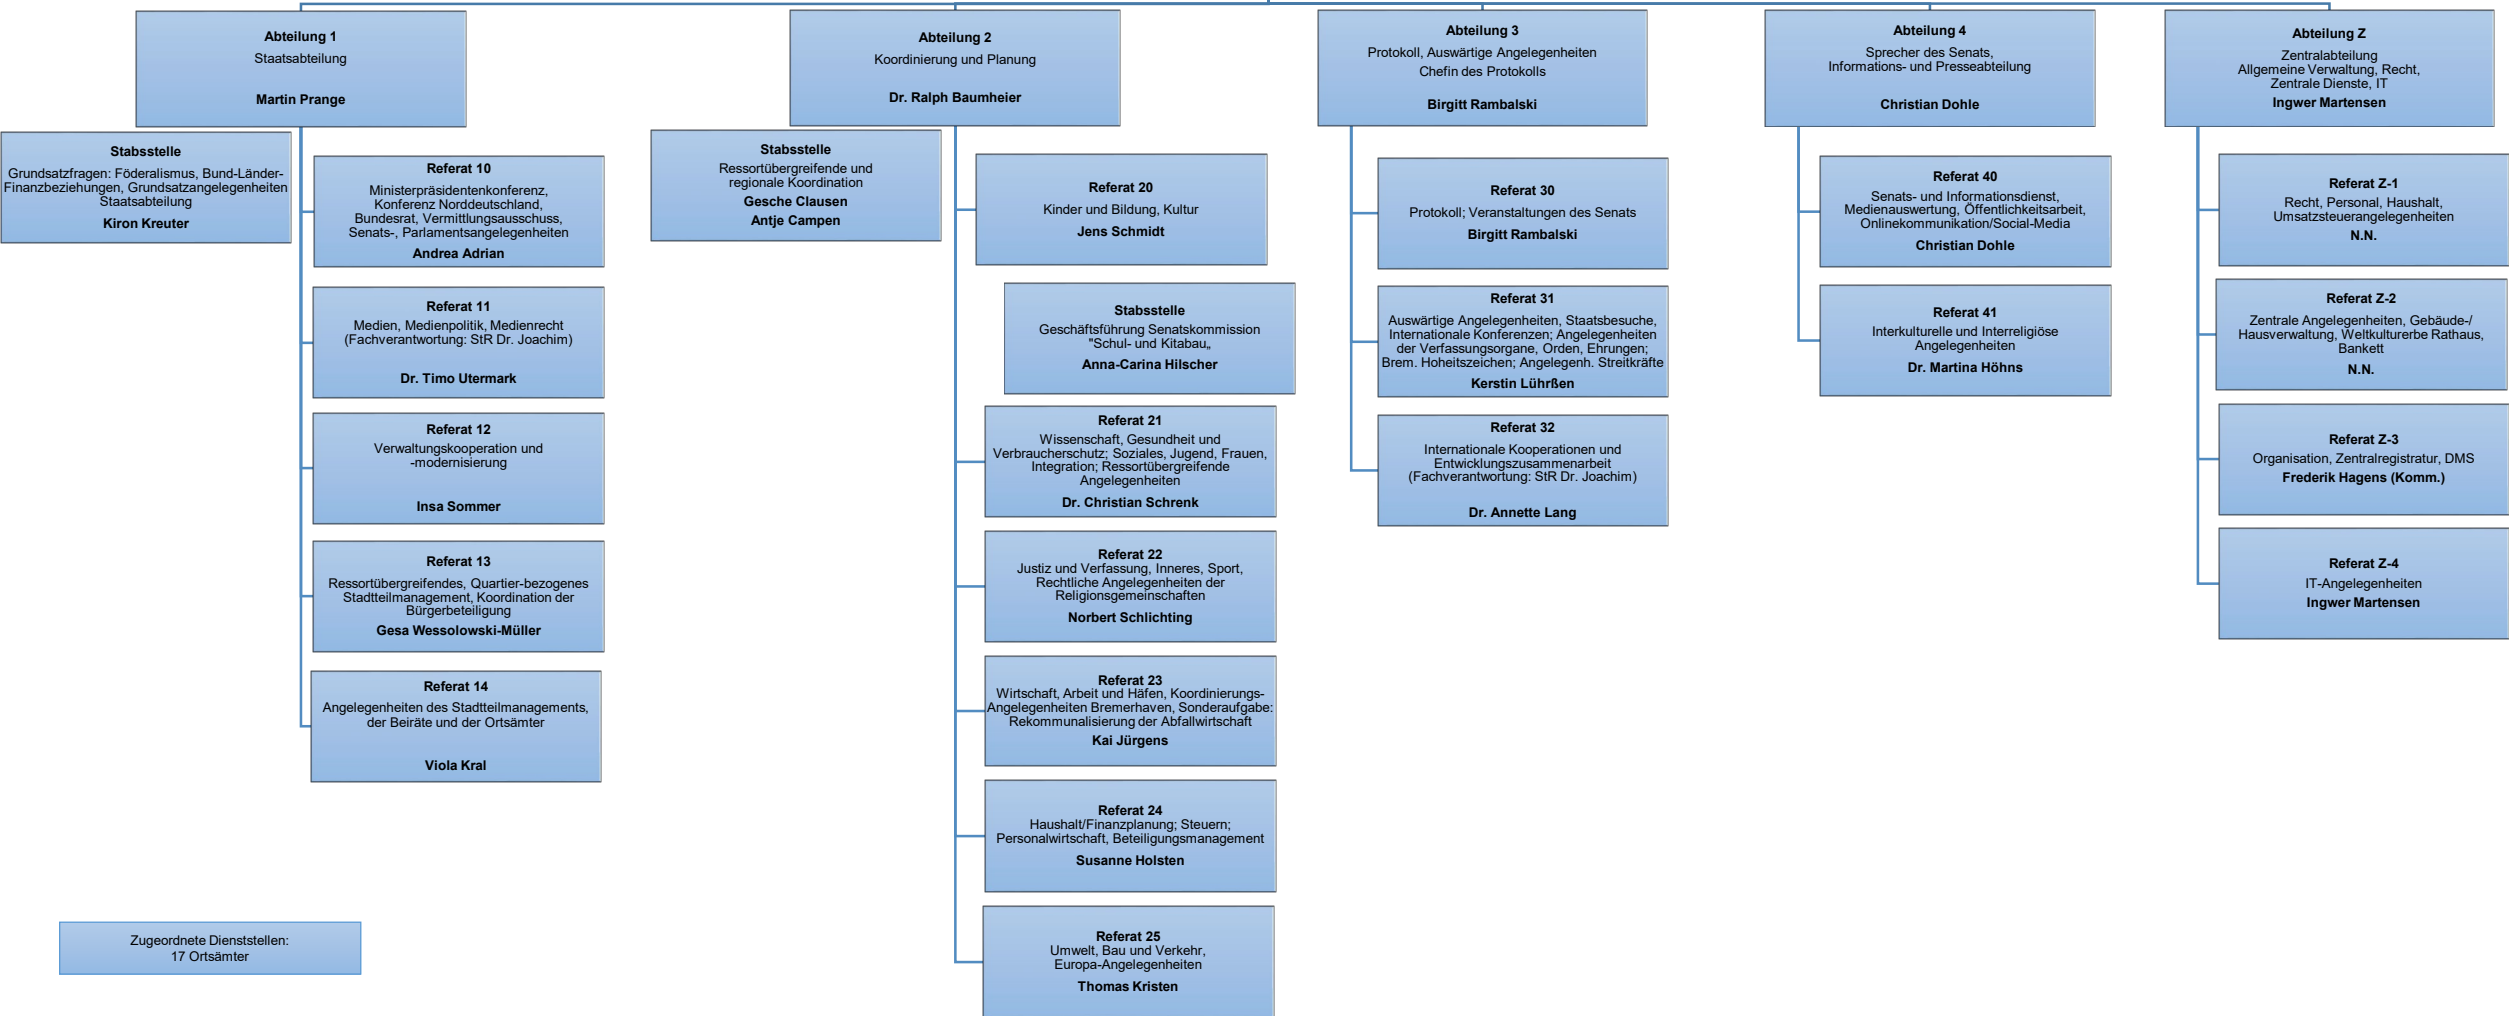 Abteilung 1
Staatsabteilung
Martin Prange
Stabsstelle
Grundsatzfragen: Föderalismus, Bund-Länder-
Finanzbeziehungen, Grundsatzangelegenheiten
Staatsabteilung
Kiron Kreuter
Referat 10
Ministerpräsidentenkonferenz,
Konferenz Norddeutschland,
Bundesrat, Vermittlungsausschuss,
Senats-, Parlamentsangelegenheiten
Andrea Adrian
Referat 11
Medien, Medienpolitik, Medienrecht
(Fachverantwortung: StR Dr. Joachim)
Dr. Timo Utermark
Referat 12
Verwaltungskooperation und
-modernisierung
Insa Sommer
Referat 13
Ressortübergreifendes, Quartier-bezogenes
Stadtteilmanagement, Koordination der
Bürgerbeteiligung
Gesa Wessolowski-Müller
Referat 14
Angelegenheiten des Stadtteilmanagements,
der Beiräte und der Ortsämter
Viola Kral
Zugeordnete Dienststellen:
17 Ortsämter
Abteilung 2
Koordinierung und Planung
Dr. Ralph Baumheier
Stabsstelle
Ressortübergreifende und
regionale Koordination
Gesche Clausen
Antje Campen
Referat 20
Kinder und Bildung, Kultur
Jens Schmidt
Stabsstelle
Geschäftsführung Senatskommission
"Schul- und Kitabau„
Anna-Carina Hilscher
Referat 21
Wissenschaft, Gesundheit und
Verbraucherschutz; Soziales, Jugend, Frauen,
Integration; Ressortübergreifende
Angelegenheiten
Dr. Christian Schrenk
Referat 22
Justiz und Verfassung, Inneres, Sport,
Rechtliche Angelegenheiten der
Religionsgemeinschaften
Norbert Schlichting
Referat 23
Wirtschaft, Arbeit und Häfen, Koordinierungs-
Angelegenheiten Bremerhaven, Sonderaufgabe:
Rekommunalisierung der Abfallwirtschaft
Kai Jürgens
Referat 24
Haushalt/Finanzplanung; Steuern;
Personalwirtschaft, Beteiligungsmanagement
Susanne Holsten
Referat 25
Umwelt, Bau und Verkehr,
Europa-Angelegenheiten
Thomas Kristen
Abteilung 3
Protokoll, Auswärtige Angelegenheiten
Chefin des Protokolls
Birgitt Rambalski
Referat 30
Protokoll; Veranstaltungen des Senats
Birgitt Rambalski
Referat 31
Auswärtige Angelegenheiten, Staatsbesuche,
Internationale Konferenzen; Angelegenheiten
der Verfassungsorgane, Orden, Ehrungen;
Brem. Hoheitszeichen; Angelegenh. Streitkräfte
Kerstin Lührßen
Referat 32
Internationale Kooperationen und
Entwicklungszusammenarbeit
(Fachverantwortung: StR Dr. Joachim)
Dr. Annette Lang
Abteilung 4
Sprecher des Senats,
Informations- und Presseabteilung
Christian Dohle
Referat 40
Senats- und Informationsdienst,
Medienauswertung, Öffentlichkeitsarbeit,
Onlinekommunikation/Social-Media
Christian Dohle
Referat 41
Interkulturelle und Interreligiöse
Angelegenheiten
Dr. Martina Höhns
Abteilung Z
Zentralabteilung
Allgemeine Verwaltung, Recht,
Zentrale Dienste, IT
Ingwer Martensen
Referat Z-1
Recht, Personal, Haushalt,
Umsatzsteuerangelegenheiten
N.N.
Referat Z-2
Zentrale Angelegenheiten, Gebäude-/
Hausverwaltung, Weltkulturerbe Rathaus,
Bankett
N.N.
Referat Z-3
Organisation, Zentralregistratur, DMS
Frederik Hagens (Komm.)
Referat Z-4
IT-Angelegenheiten
Ingwer Martensen